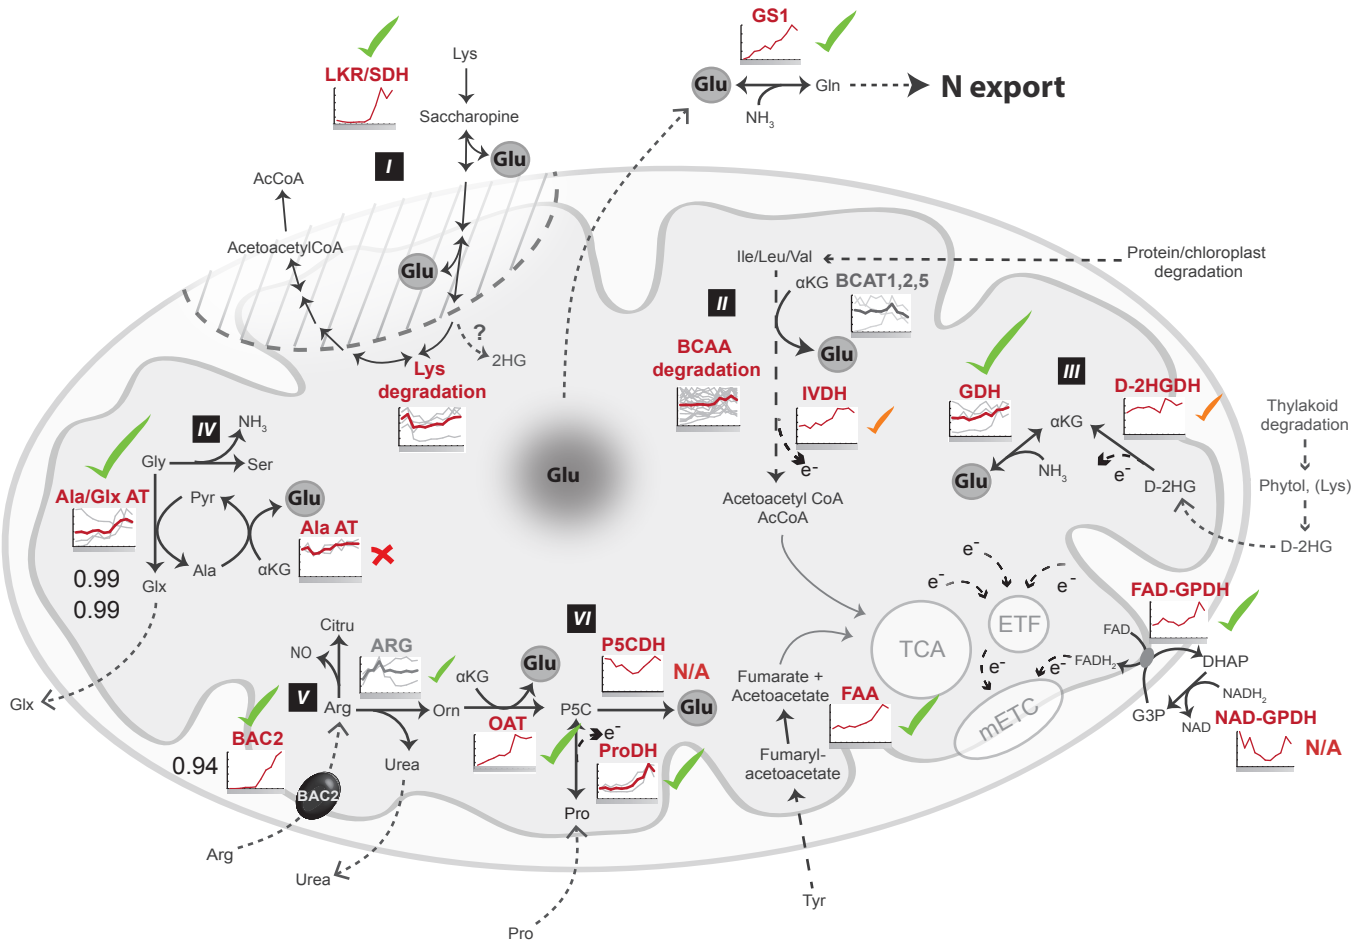 GS1
Glu
Gln
N export
NH3
Lys
LKR/SDH
Saccharopine
Glu
I
AcCoA
AcetoacetylCoA
Glu
?
2HG
Lys
degradation
Ile/Leu/Val
Protein/chloroplast
degradation
αKG
BCAT1,2,5
II
Glu
BCAA
degradation
IVDH
e-
Acetoacetyl CoA
AcCoA
III
GDH
D-2HGDH
αKG
Glu
NH3
e-
D-2HG
Thylakoid
degradation
Phytol, (Lys)
D-2HG
IV
NH3
Gly
Ser
Ala/Glx AT
Pyr
Glu
Ala AT
Ala
αKG
Glx
0.99
0.99
Glx
Glu
Citru
NO
ARG
V
Arg
Orn
BAC2
0.94
Urea
BAC2
Arg
Urea
VI
αKG
Glu
P5CDH
N/A
P5C
Glu
OAT
e-
ProDH
Pro
Pro
Fumarate +
Acetoacetate
FAA
Fumaryl-
acetoacetate
Tyr
TCA
ETF
mETC
e-
e-
e-
e-
e-
FAD-GPDH
FAD
FADH2
DHAP
NADH2
G3P
NAD
NAD-GPDH
N/A